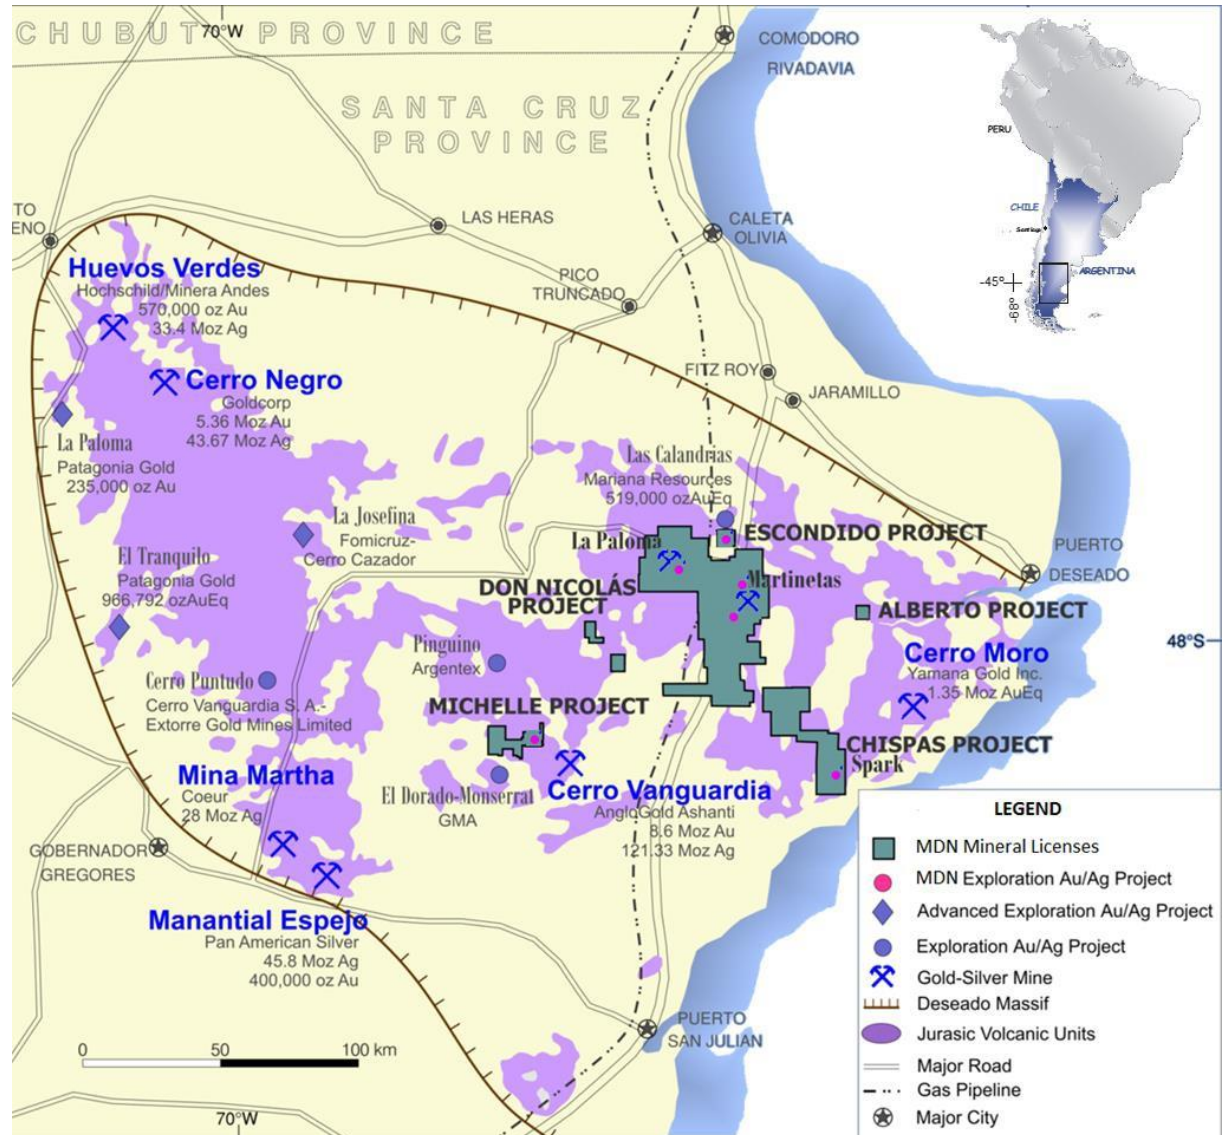 CHUBUT PROVINCE
70°W
SANTA CRUZ
PROVINCE
COMODORO
RIVADAVIA
PERU
CHILE
Santiago
ARGENTINA
-45°
-68°
TO
ENO
LAS HERAS
CALETA
OLIVIA
PICO
TRUNCADO
FITZ ROY
JARAMILLO
Huevos Verdes
Hochschild/Minera Andes
570,000 oz Au
33.4 Moz Ag
Cerro Negro
Goldcorp
5.36 Moz Au
43.67 Moz Ag
La Paloma
Patagonia Gold
235,000 oz Au
Las Calandrias
Mariana Resources
519,000 ozAuEq
La Josefina
Fomicruz-
Cerro Cazador
El Tranquilo
Patagonia Gold
966,792 ozAuEq
La Paloma
ESCONDIDO PROJECT
Martinetas
DON NICOLÁS
PROJECT
PUERTO
DESEADO
ALBERTO PROJECT
48°S
Cerro Moro
Yamana Gold Inc.
1.35 Moz AuEq
Pinguino
Argentex
Cerro Puntudo
Cerro Vanguardia S. A.-
Extorre Gold Mines Limited
MICHELLE PROJECT
CHISPAS PROJECT
Spark
Mina Martha
Coeur
28 Moz Ag
El Dorado-Monserrat
GMA
Cerro Vanguardia
AngloGold Ashanti
8.6 Moz Au
121.33 Moz Ag
GOBERNADOR
GREGORES
Manantial Espejo
Pan American Silver
45.8 Moz Ag
400,000 oz Au
PUERTO
SAN JULIAN
0 50 100 km
70°W
LEGEND
MDN Mineral Licenses
MDN Exploration Au/Ag Project
Advanced Exploration Au/Ag Project
Exploration Au/Ag Project
Gold-Silver Mine
Deseado Massif
Jurasic Volcanic Units
Major Road
Gas Pipeline
Major City